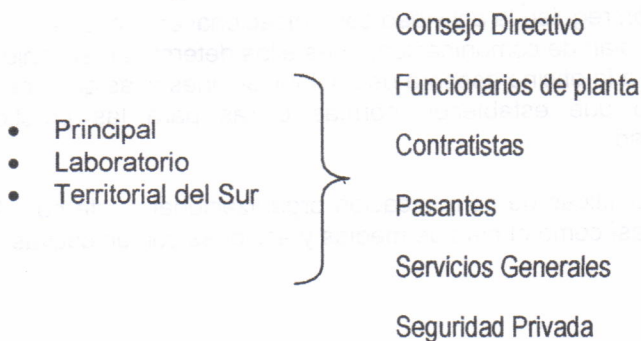 • Principal
• Laboratorio
• Territorial del Sur
Consejo Directivo
Funcionarios de planta
Contratistas
Pasantes
Servicios Generales
Seguridad Privada